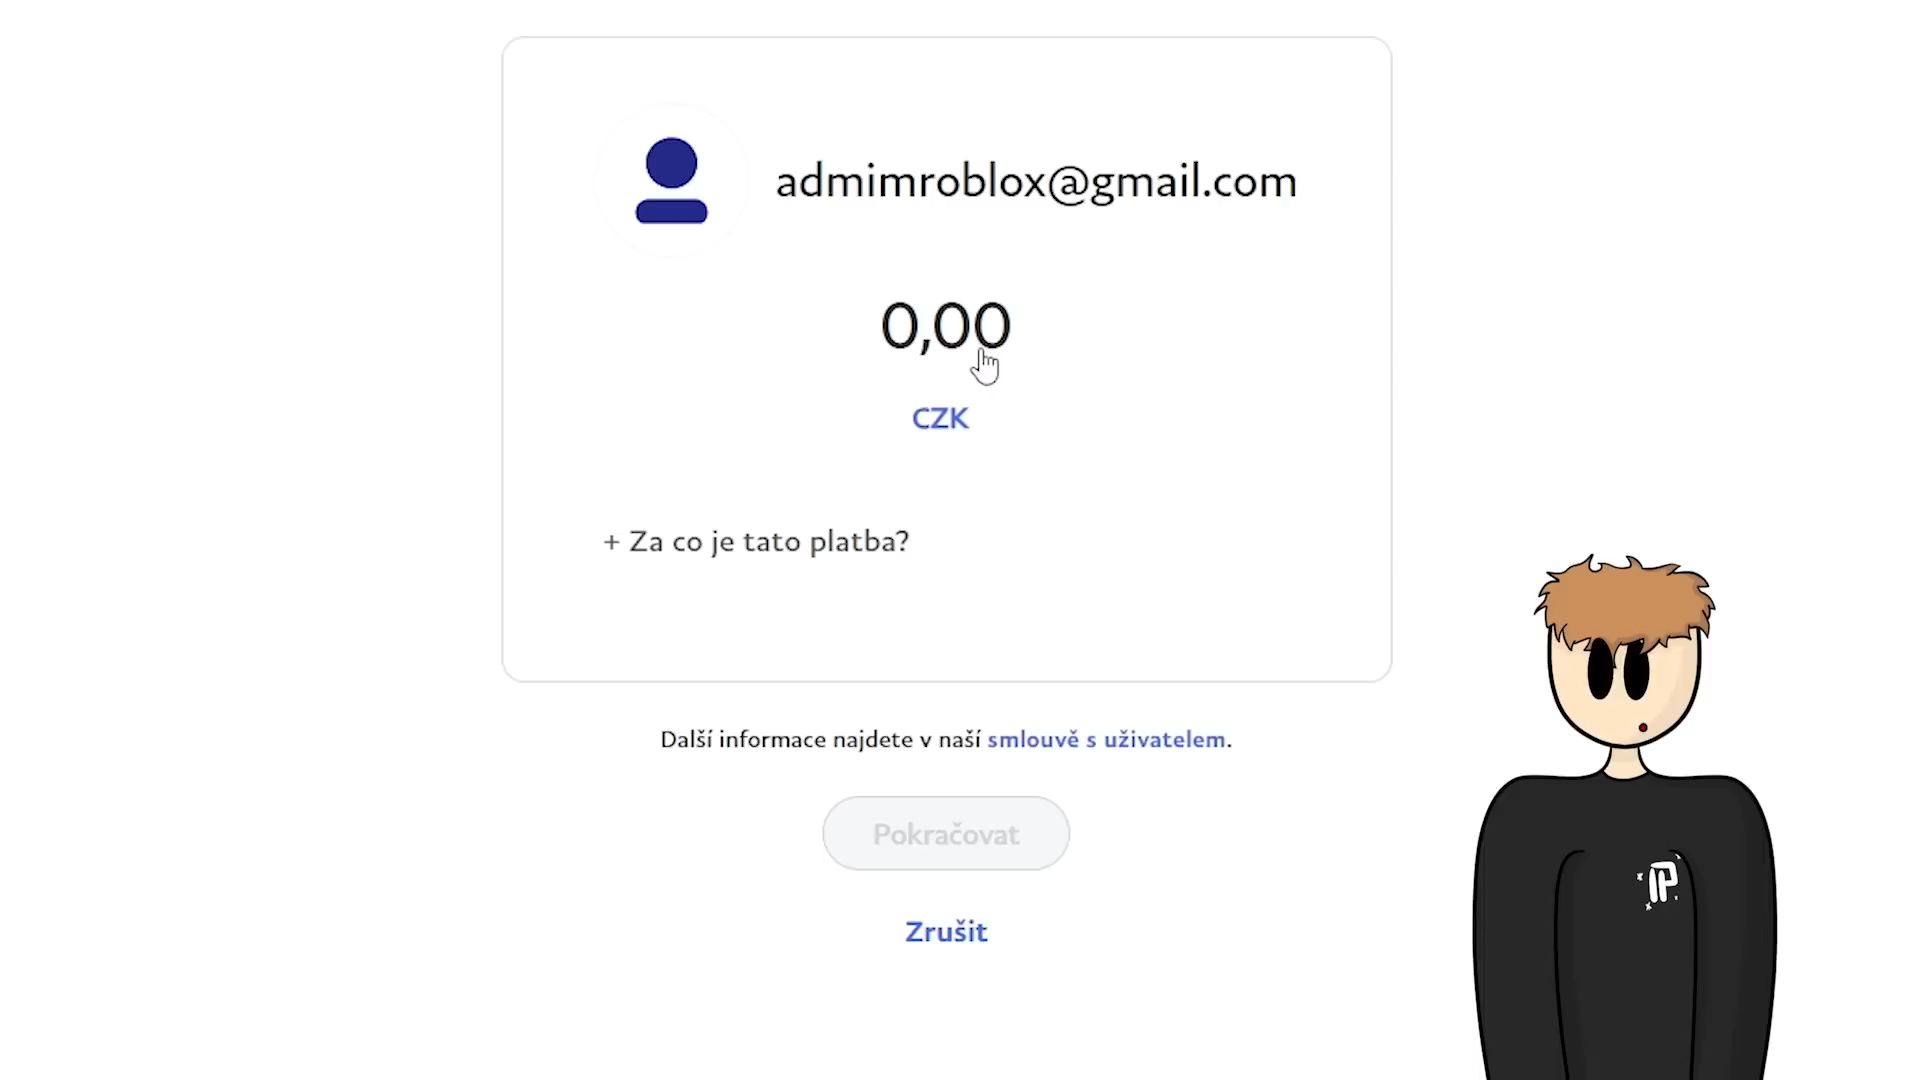 admimroblox@gmail.com
0,00
CZK
+ Za co je tato platba?
Další informace najdete v naší smlouvě s uživatelem.
Pokračovat
Zrušit
IP